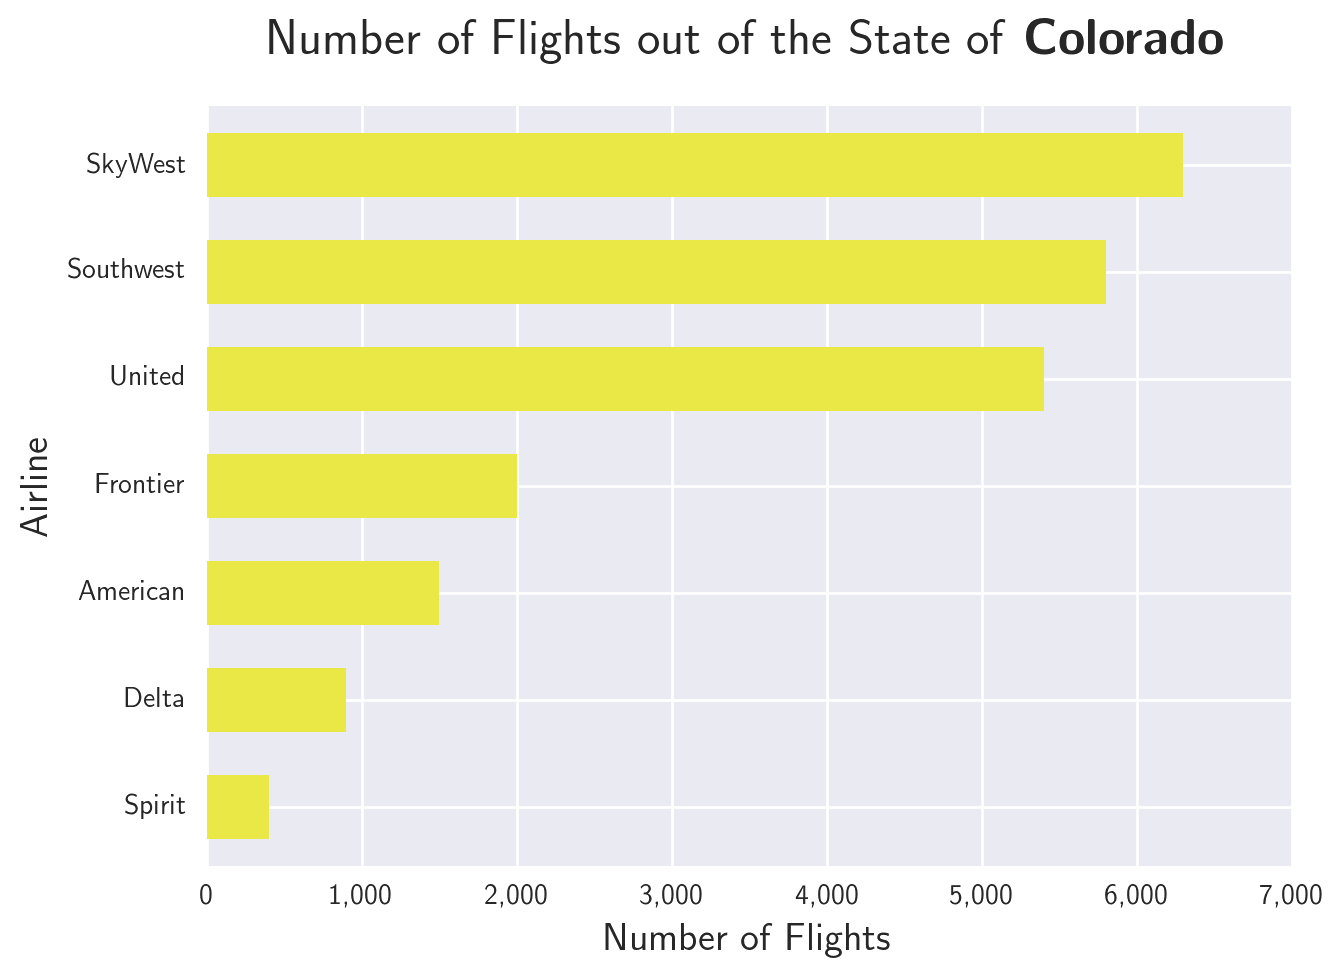 Number of Flights out of the State of Colorado
SkyWest
Southwest
United
Frontier
American
Delta
Spirit
Airline
0 1,000 2,000 3,000 4,000 5,000 6,000 7,000
Number of Flights